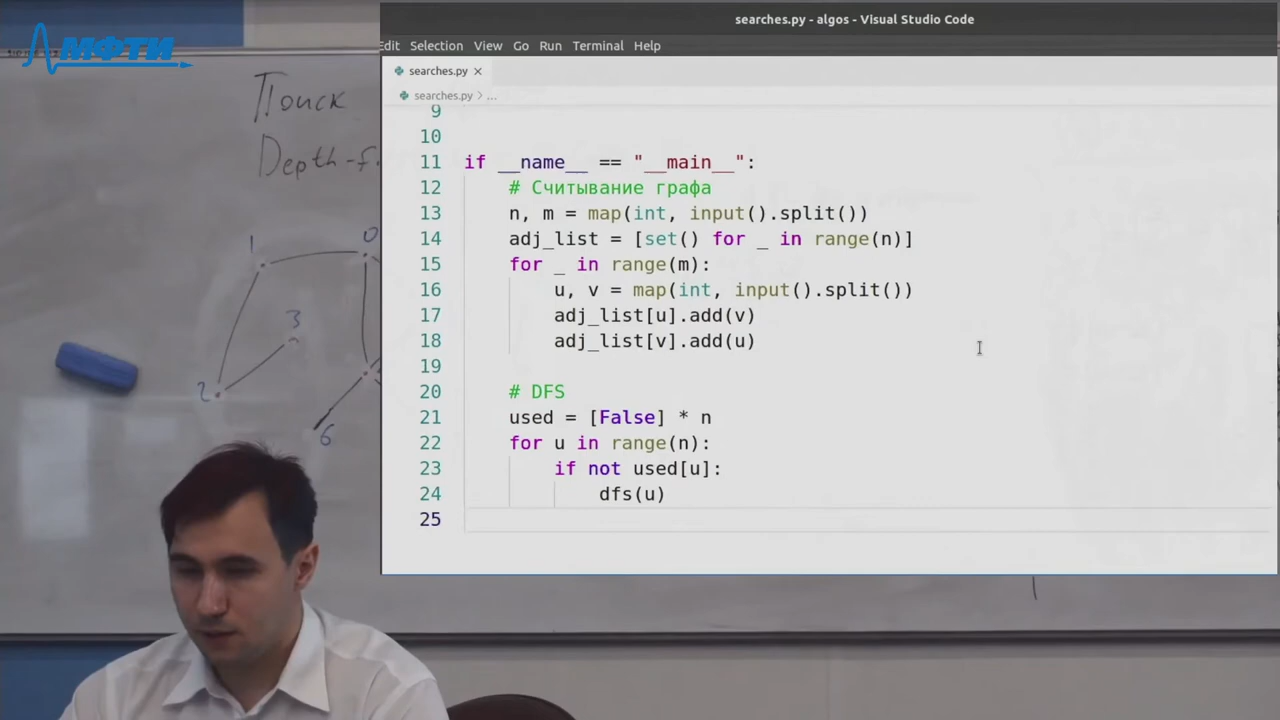 МФТИ
Поиск
Depth-f
1
0
3
2
6
searches.py - algos - Visual Studio Code
Edit Selection View Go Run Terminal Help
searches.py
searches.py > ...
9
10
11 if __name__ == "__main__":
12 # Считывание графа
13 n, m = map(int, input().split())
14 adj_list = [set() for _ in range(n)]
15 for _ in range(m):
16 u, v = map(int, input().split())
17 adj_list[u].add(v)
18 adj_list[v].add(u)
19
20 # DFS
21 used = [False] * n
22 for u in range(n):
23 if not used[u]:
24 dfs(u)
25